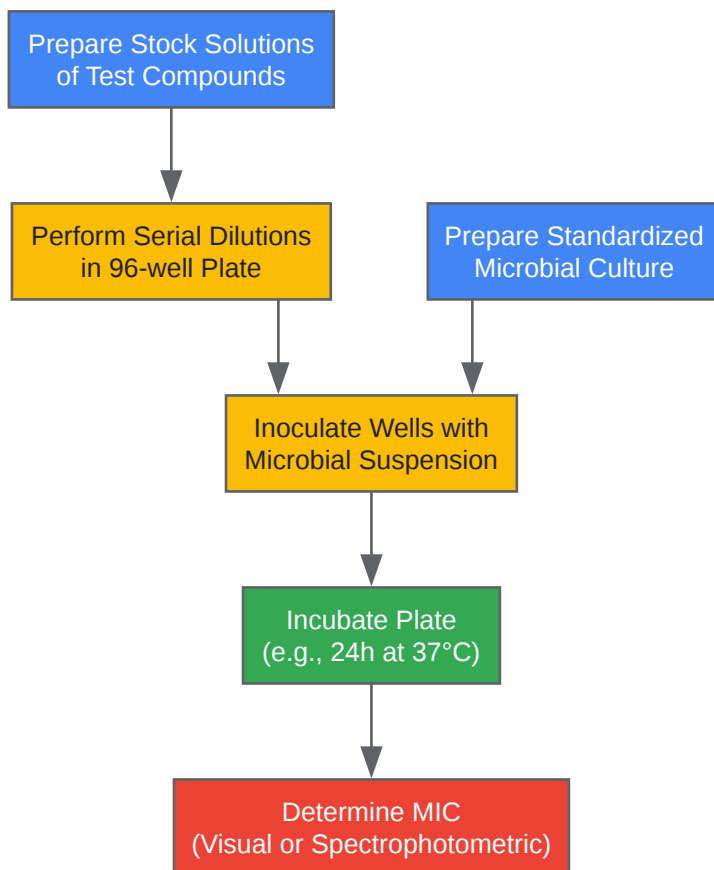 Prepare Stock Solutions
of Test Compounds
Perform Serial Dilutions
in 96-well Plate
Prepare Standardized
Microbial Culture
Inoculate Wells with
Microbial Suspension
Incubate Plate
(e.g., 24h at 37°C)
Determine MIC
(Visual or Spectrophotometric)